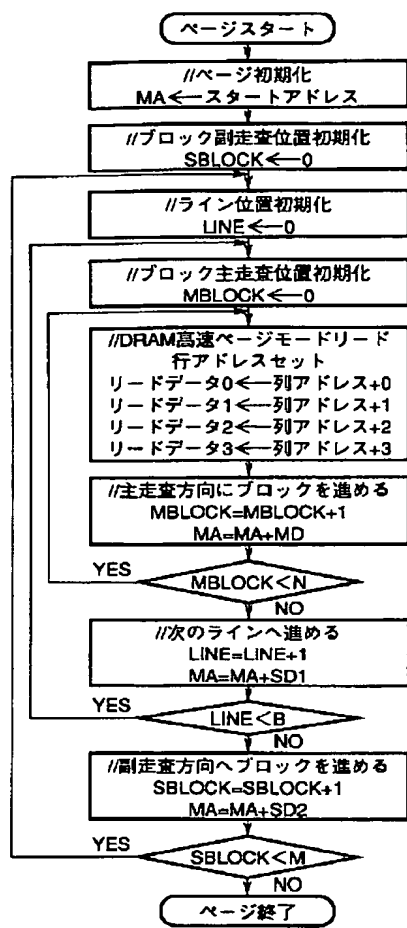 ページスタート
//ページ初期化
MA←スタートアドレス
//ブロック副走査位置初期化
SBLOCK←0
//ライン位置初期化
LINE←0
//ブロック主走査位置初期化
MBLOCK←0
//DRAM高速ページモードリード
行アドレスセット
リードデータ0←列アドレス+0
リードデータ1←列アドレス+1
リードデータ2←列アドレス+2
リードデータ3←列アドレス+3
//主走査方向にブロックを進める
MBLOCK=MBLOCK+1
MA=MA+MD
YES
MBLOCK<N
NO
//次のラインへ進める
LINE=LINE+1
MA=MA+SD1
YES
LINE<B
NO
//副走査方向へブロックを進める
SBLOCK=SBLOCK+1
MA=MA+SD2
YES
SBLOCK<M
NO
ページ終了